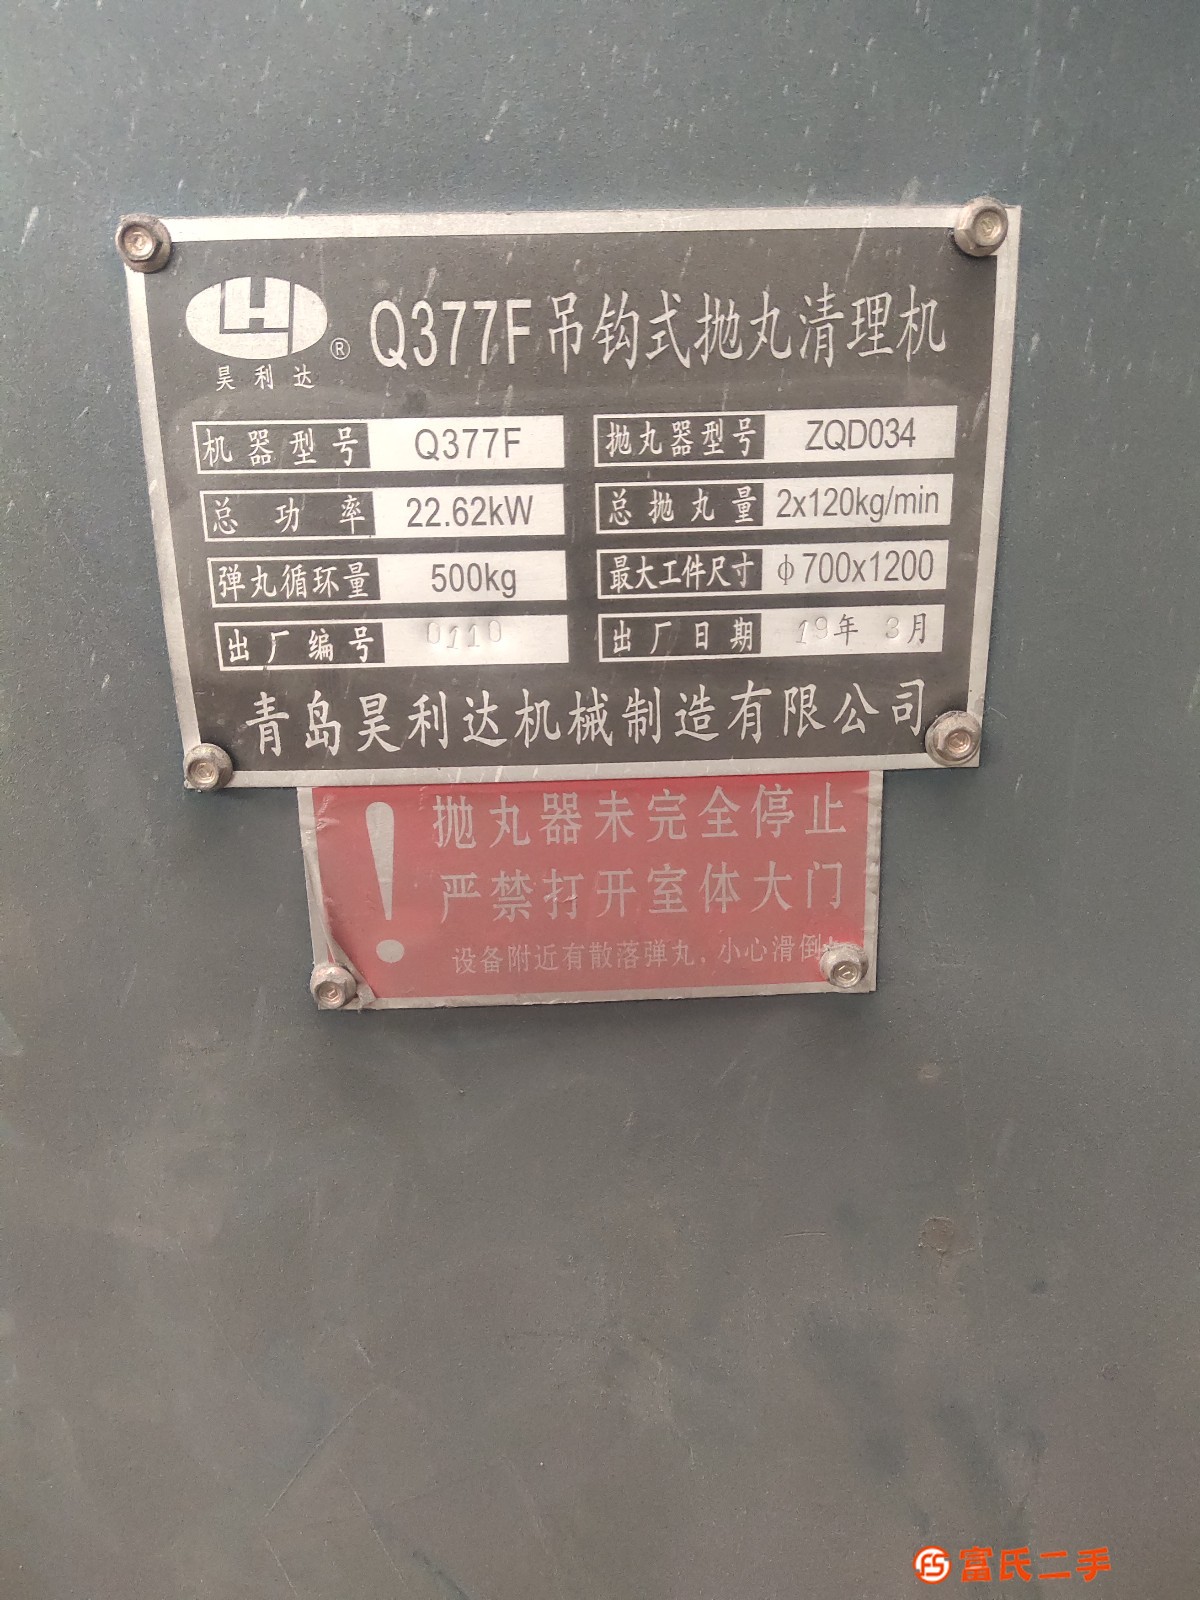 昊利达
®
Q377F吊钩式抛丸清理机
机器型号 Q377F 抛丸器型号 ZQD034
总功率 22.62kW 总抛丸量 2x120kg/min
弹丸循环量 500kg 最大工件尺寸 φ700x1200
出厂编号 0110 出厂日期 19年 3月
青岛昊利达机械制造有限公司
! 抛丸器未完全停止
严禁打开室体大门
设备附近有散落弹丸，小心滑倒
富氏二手